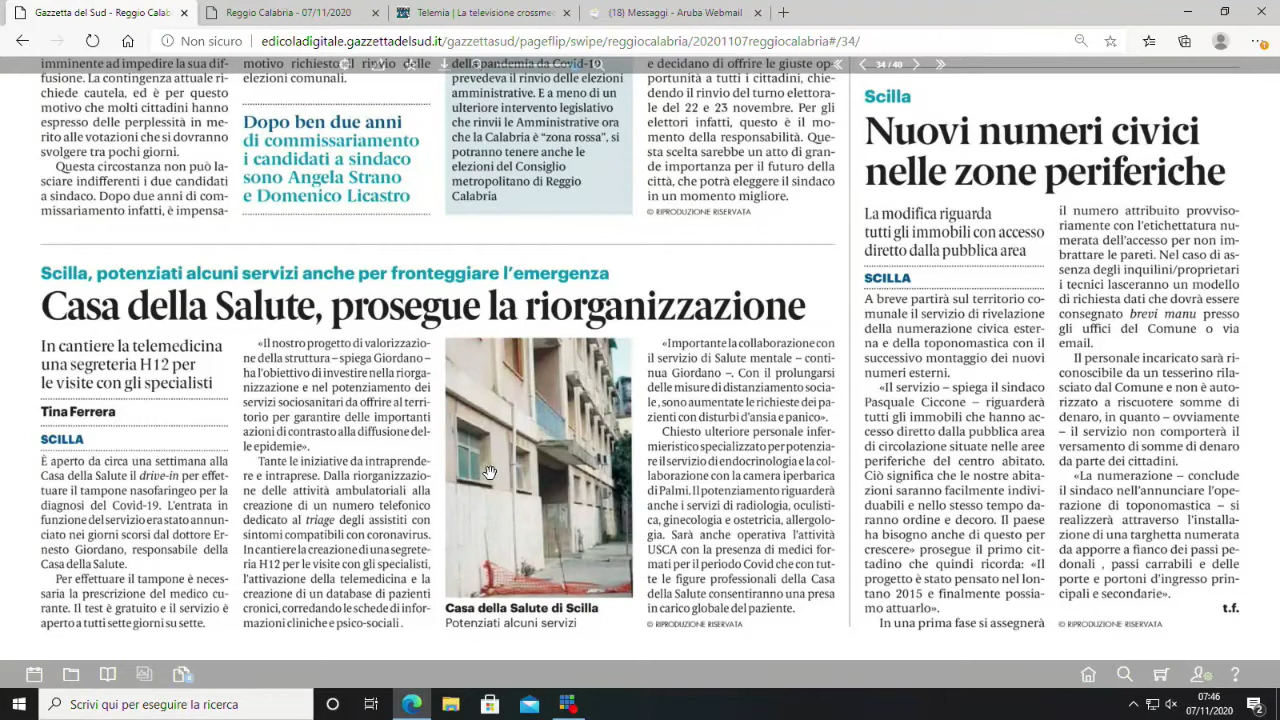 Gazzetta del Sud - Reggio Calab
Reggio Calabria - 07/11/2020
Telemia | La television crossmec
(18) Messaggi - Aruba Webmail
Non sicuro
edicoladigitale.gazzettadelsud.it/gazzettasud/pageflip/swipe/reggiocalabria/20201107reggiocalabria#/34/
34 / 40
imminente ad impedire la sua dif-
fusione. La contingenza attuale ri-
chiede cautela, ed è per questo
motivo che molti cittadini hanno
espresso delle perplessità in me-
rito alle votazioni che si dovranno
svolgere tra pochi giorni.
Questa circostanza non può la-
sciare indifferenti i due candidati
a sindaco. Dopo due anni di com-
missariamento infatti, è impensa-
motivo richiesto il rinvio delle
elezioni comunali.
Dopo ben due anni
di commissariamento
i candidati a sindaco
sono Angela Strano
e Domenico Licastro
della pandemia da Covid-19
prevedeva il rinvio delle elezioni
amministrative. E a meno di un
ulteriore intervento legislativo
che rinvii le Amministrative ora
che la Calabria è “zona rossa”, si
potranno tenere anche le
elezioni del Consiglio
metropolitano di Reggio
Calabria
e decidano di offrire le giuste op-
portunità a tutti i cittadini, chie-
dendo il rinvio del turno elettora-
le del 22 e 23 novembre. Per gli
elettori infatti, questo è il mo-
mento della responsabilità. Que-
sta scelta sarebbe un atto di gran-
de importanza per il futuro della
città, che potrà eleggere il sindaco
in un momento migliore.
© RIPRODUZIONE RISERVATA
Scilla, potenziati alcuni servizi anche per fronteggiare l’emergenza
Casa della Salute, prosegue la riorganizzazione
In cantiere la telemedicina
una segreteria H12 per
le visite con gli specialisti
Tina Ferrera
SCILLA
È aperto da circa una settimana alla
Casa della Salute il drive-in per effet-
tuare il tampone nasofaringeo per la
diagnosi del Covid-19. L’entrata in
funzione del servizio era stato annun-
ciato nei giorni scorsi dal dottore Er-
nesto Giordano, responsabile della
Casa della Salute.
Per effettuare il tampone è neces-
saria la prescrizione del medico cu-
rante. Il test è gratuito e il servizio è
aperto a tutti sette giorni su sette.
«Il nostro progetto di valorizzazio-
ne della struttura – spiega Giordano –
ha l’obiettivo di investire nella riorga-
nizzazione e nel potenziamento dei
servizi sociosanitari da offrire al terri-
torio per garantire delle importanti
azioni di contrasto alla diffusione del-
le epidemie».
Tante le iniziative da intraprende-
re e intraprese. Dalla riorganizzazio-
ne delle attività ambulatoriali alla
creazione di un numero telefonico
dedicato al triage degli assistiti con
sintomi compatibili con coronavirus.
In cantiere la creazione di una segrete-
ria H12 per le visite con gli specialisti,
l’attivazione della telemedicina e la
creazione di un database di pazienti
cronici, corredando le schede di infor-
mazioni cliniche e psico-sociali .
Casa della Salute di Scilla
Potenziati alcuni servizi
«Importante la collaborazione con
il servizio di Salute mentale – conti-
nua Giordano –. Con il prolungarsi
delle misure di distanziamento socia-
le, sono aumentate le richieste dei pa-
zienti con disturbi d’ansia e panico».
Chiesto ulteriore personale infer-
mieristico specializzato per potenzia-
re il servizio di endocrinologia e la col-
laborazione con la camera iperbarica
di Palmi. Il potenziamento riguarderà
anche i servizi di radiologia, oculisti-
ca, ginecologia e ostetricia, allergolo-
gia. Sarà anche operativa l’attività
USCA con la presenza di medici for-
mati per il periodo Covid che con tut-
te le figure professionali della Casa
della Salute consentiranno una presa
in carico globale del paziente.
© RIPRODUZIONE RISERVATA
Scilla
Nuovi numeri civici
nelle zone periferiche
La modifica riguarda
tutti gli immobili con accesso
diretto dalla pubblica area
SCILLA
A breve partirà sul territorio co-
munale il servizio di rivelazione
della numerazione civica ester-
na e della toponomastica con il
successivo montaggio dei nuovi
numeri esterni.
«Il servizio – spiega il sindaco
Pasquale Ciccone – riguarderà
tutti gli immobili che hanno ac-
cesso diretto dalla pubblica area
di circolazione situate nelle aree
periferiche del centro abitato.
Ciò significa che le nostre abita-
zioni saranno facilmente indivi-
duabili e nello stesso tempo da-
ranno ordine e decoro. Il paese
ha bisogno anche di questo per
crescere» prosegue il primo cit-
tadino che quindi ricorda: «Il
progetto è stato pensato nel lon-
tano 2015 e finalmente possia-
mo attuarlo».
In una prima fase si assegnerà
il numero attribuito provviso-
riamente con l’etichettatura nu-
merata dell’accesso per non im-
brattare le pareti. Nel caso di as-
senza degli inquilini/proprietari
i tecnici lasceranno un modello
di richiesta dati che dovrà essere
consegnato brevi manu presso
gli uffici del Comune o via
email.
Il personale incaricato sarà ri-
conoscibile da un tesserino rila-
sciato dal Comune e non è auto-
rizzato a riscuotere somme di
denaro, in quanto – ovviamente
– il servizio non comporterà il
versamento di somme di denaro
da parte dei cittadini.
«La numerazione – conclude
il sindaco nell’annunciare l’ope-
razione di toponomastica – si
realizzerà attraverso l’installa-
zione di una targhetta numerata
da apporre a fianco dei passi pe-
donali , passi carrabili e delle
porte e portoni d’ingresso prin-
cipali e secondarie».
t.f.
© RIPRODUZIONE RISERVATA
Scrivi qui per eseguire la ricerca
07:46
07/11/2020
2